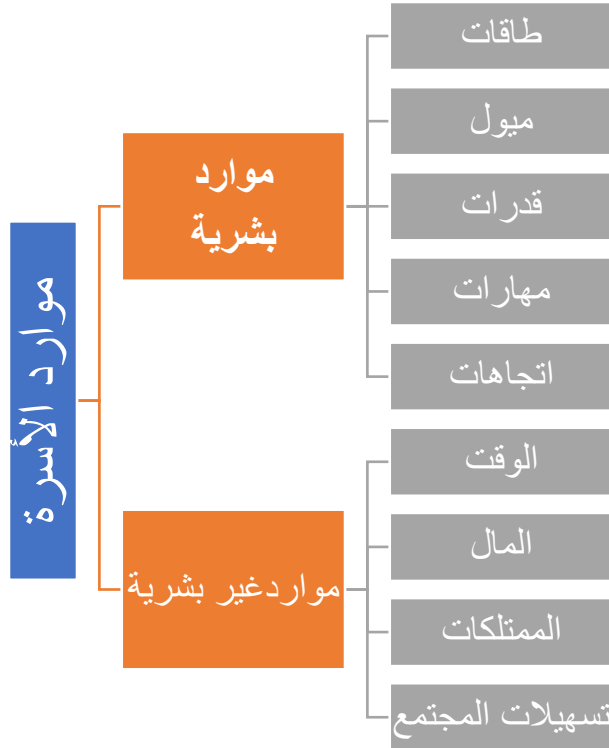 موارد الأسرة
موارد
بشرية
طاقات
ميول
قدرات
مهارات
اتجاهات
مواردغير بشرية
الوقت
المال
الممتلكات
تسهيلات المجتمع